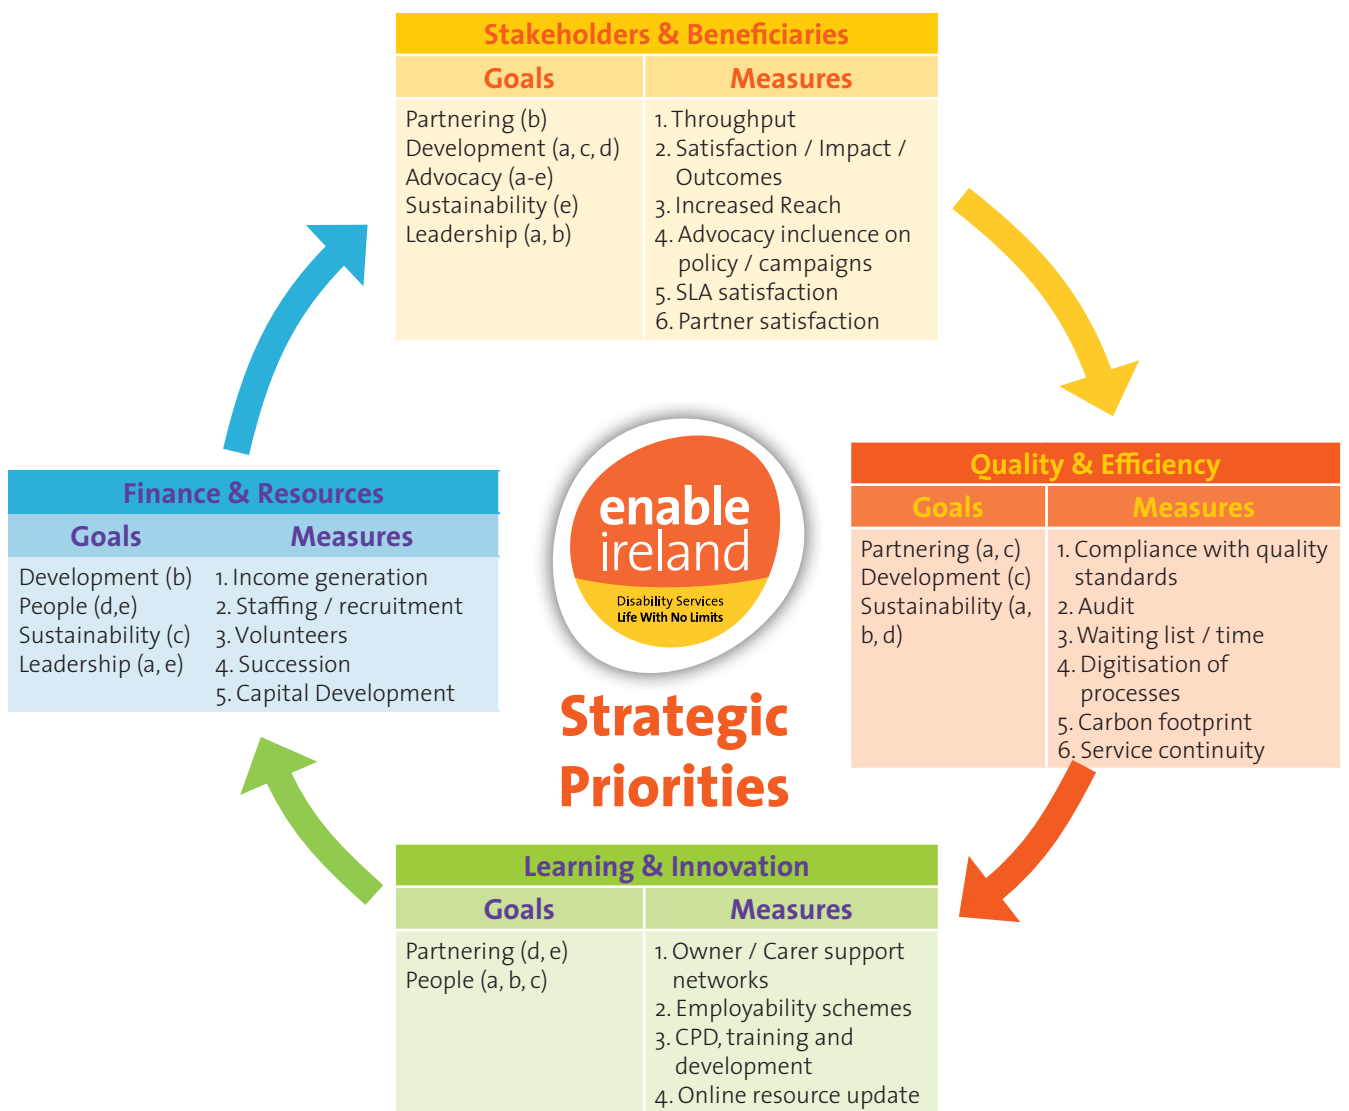 Stakeholders & Beneficiaries
Goals
Measures
Partnering (b)
Development (a, c, d)
Advocacy (a-e)
Sustainability (e)
Leadership (a, b)
1. Throughput
2. Satisfaction / Impact /
Outcomes
3. Increased Reach
4. Advocacy incluence on
policy / campaigns
5. SLA satisfaction
6. Partner satisfaction
Quality & Efficiency
Goals
Measures
Partnering (a, c)
Development (c)
Sustainability (a,
b, d)
1. Compliance with quality
standards
2. Audit
3. Waiting list / time
4. Digitisation of
processes
5. Carbon footprint
6. Service continuity
Finance & Resources
Goals
Measures
Development (b)
People (d,e)
Sustainability (c)
Leadership (a, e)
1. Income generation
2. Staffing / recruitment
3. Volunteers
4. Succession
5. Capital Development
enable
ireland
Disability Services
Life With No Limits
Strategic
Priorities
Learning & Innovation
Goals
Measures
Partnering (d, e)
People (a, b, c)
1. Owner / Carer support
networks
2. Employability schemes
3. CPD, training and
development
4. Online resource update